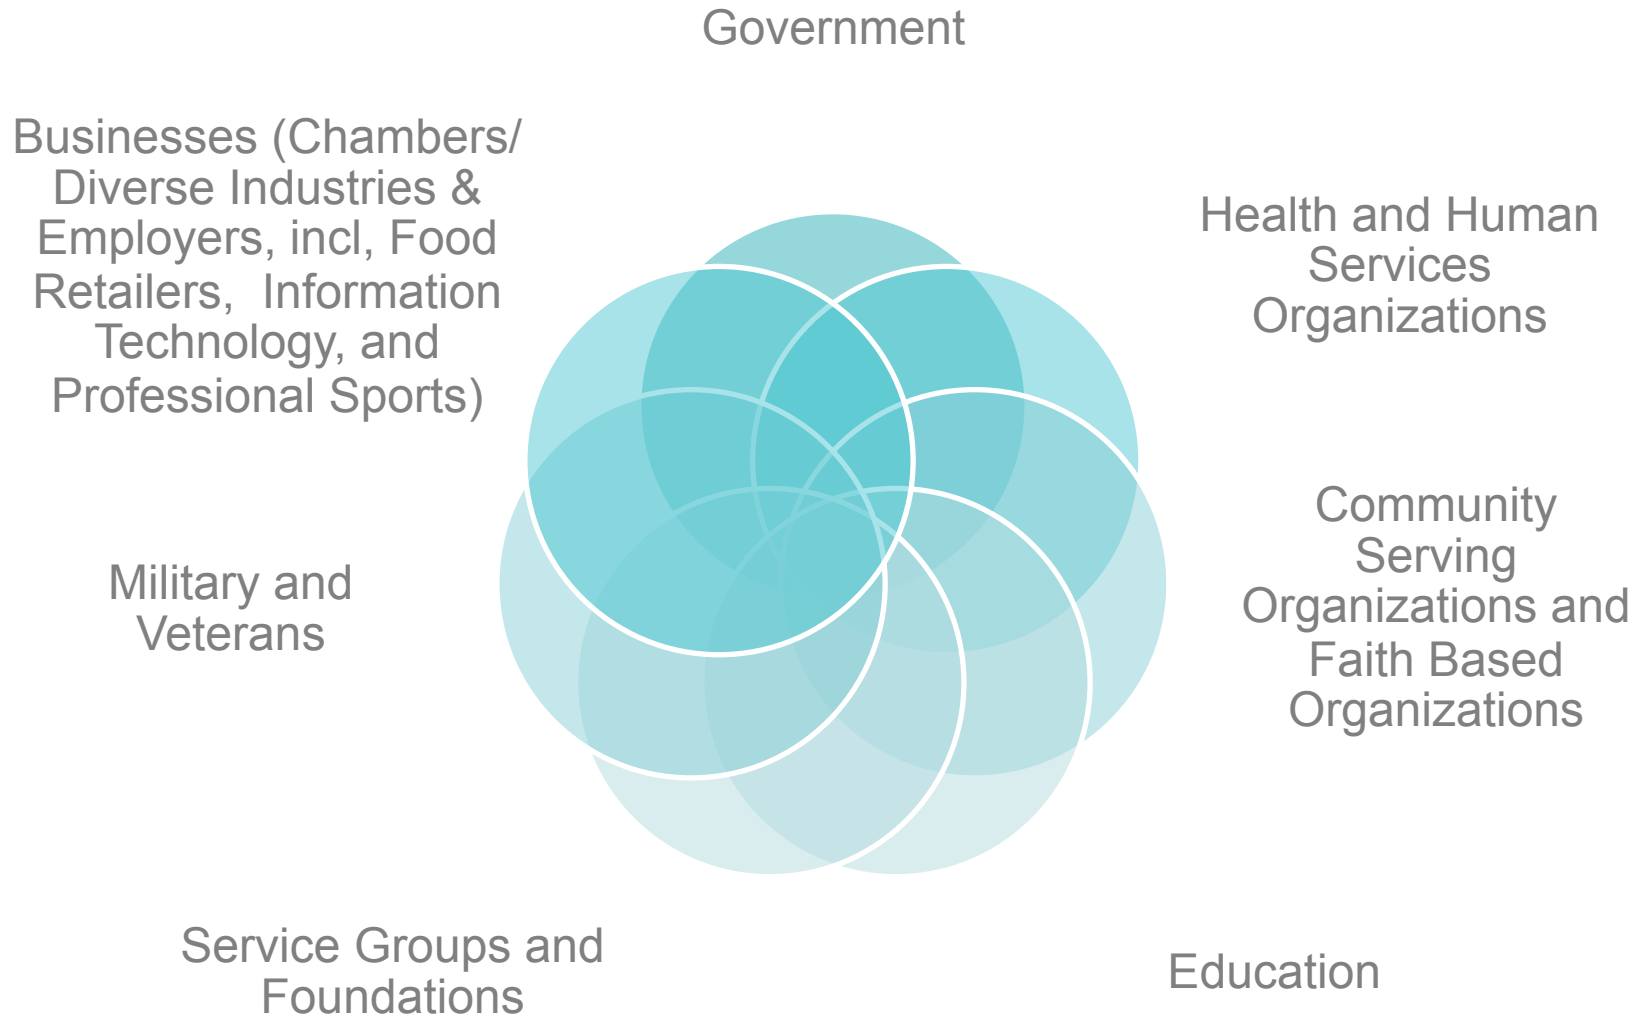 Government
Businesses (Chambers/
Diverse Industries &
Employers, incl, Food
Retailers,  Information
Technology, and
Professional Sports)
Health and Human
Services
Organizations
Community
Serving
Organizations and
Faith Based
Organizations
Military and
Veterans
Service Groups and
Foundations
Education